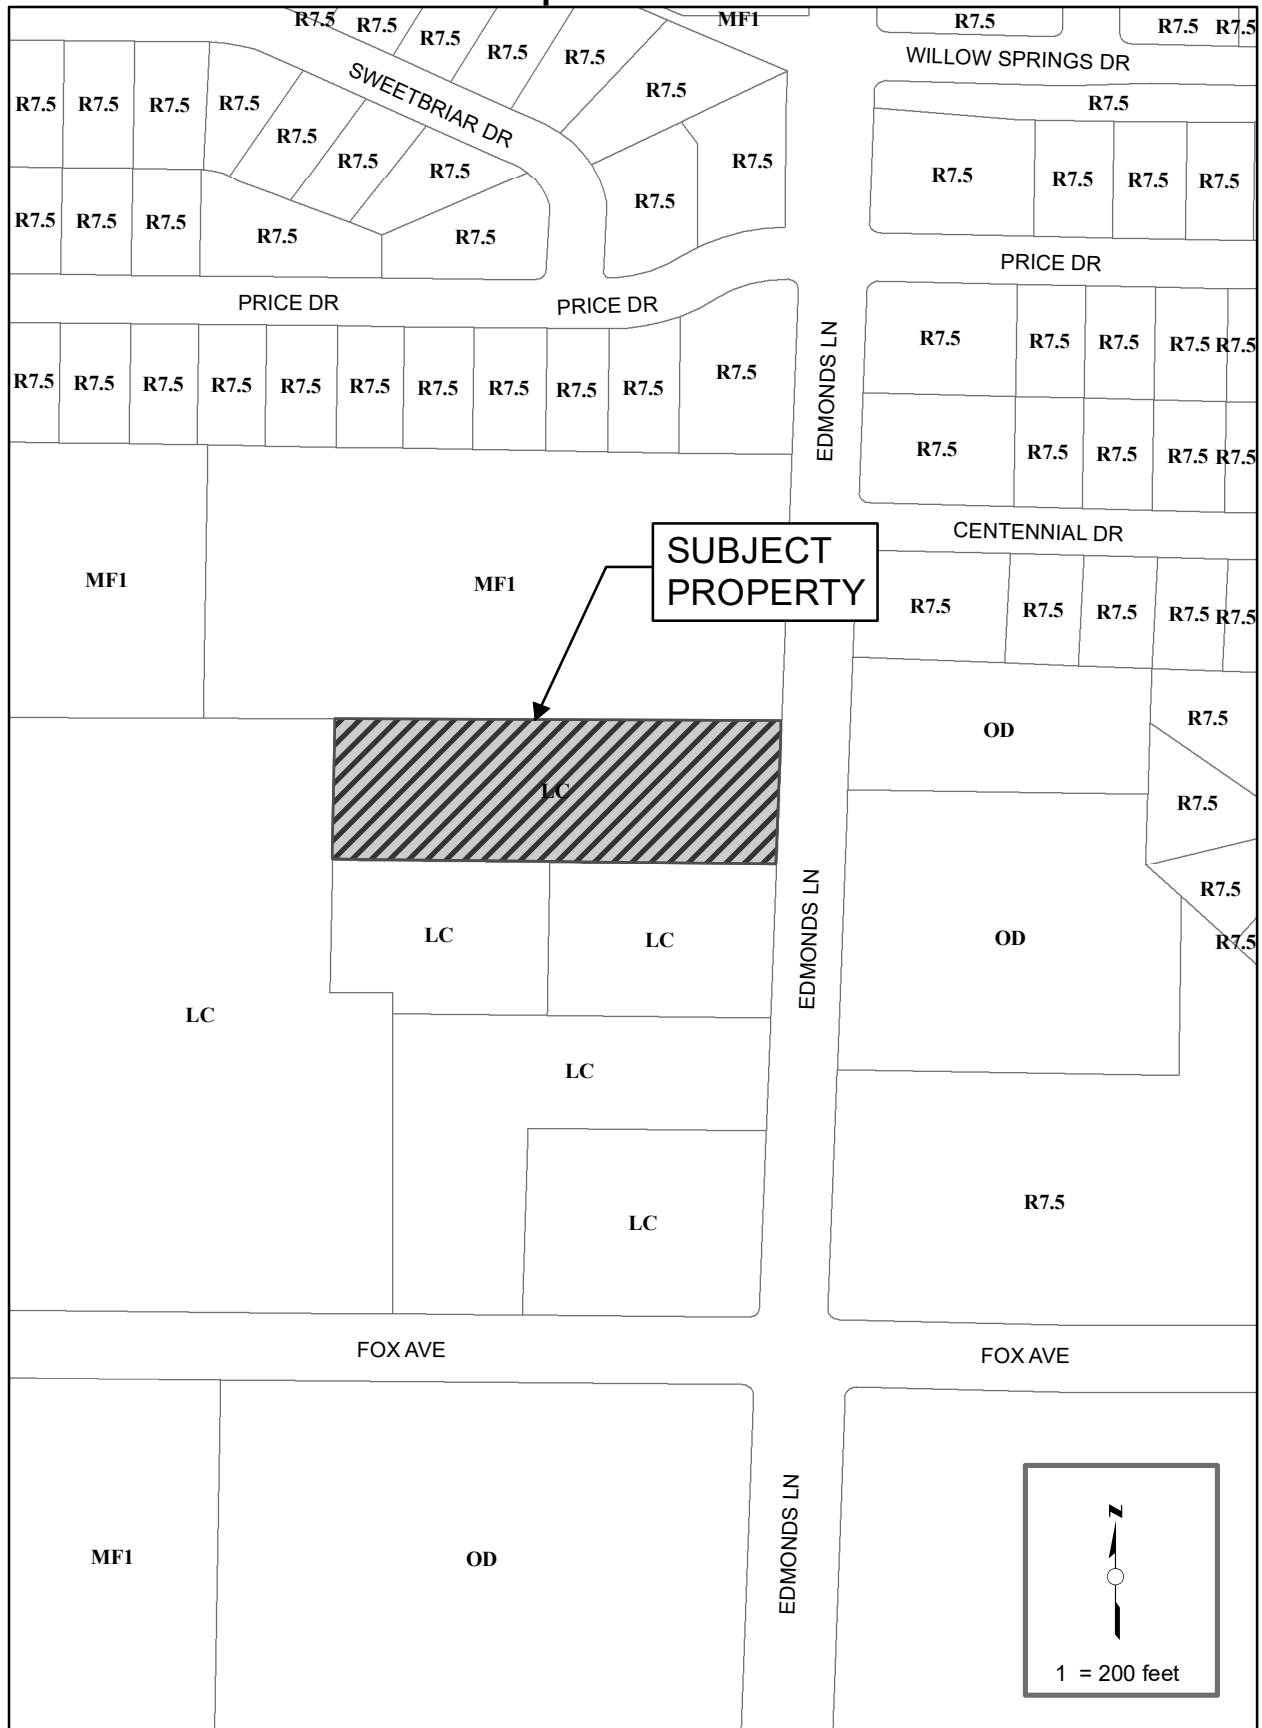 R7.5 R7.5 R7.5 R7.5 R7.5 MF1 R7.5 R7.5 R7.5
WILLOW SPRINGS DR
SWEETBRIAR DR
R7.5 R7.5 R7.5 R7.5 R7.5 R7.5
R7.5 R7.5 R7.5 R7.5 R7.5 R7.5 R7.5 R7.5
R7.5 R7.5 R7.5 R7.5 R7.5 R7.5
PRICE DR
PRICE DR PRICE DR
EDMONDS LN
R7.5 R7.5 R7.5 R7.5 R7.5
R7.5 R7.5 R7.5 R7.5 R7.5 R7.5 R7.5 R7.5 R7.5 R7.5 R7.5
R7.5 R7.5 R7.5 R7.5 R7.5
CENTENNIAL DR
SUBJECT
PROPERTY
MF1 MF1 R7.5 R7.5 R7.5 R7.5 R7.5
OD R7.5
LC R7.5
R7.5
EDMONDS LN
LC LC OD R7.5
LC
LC
R7.5
LC
FOX AVE FOX AVE
EDMONDS LN
MF1 OD
N
1 = 200 feet